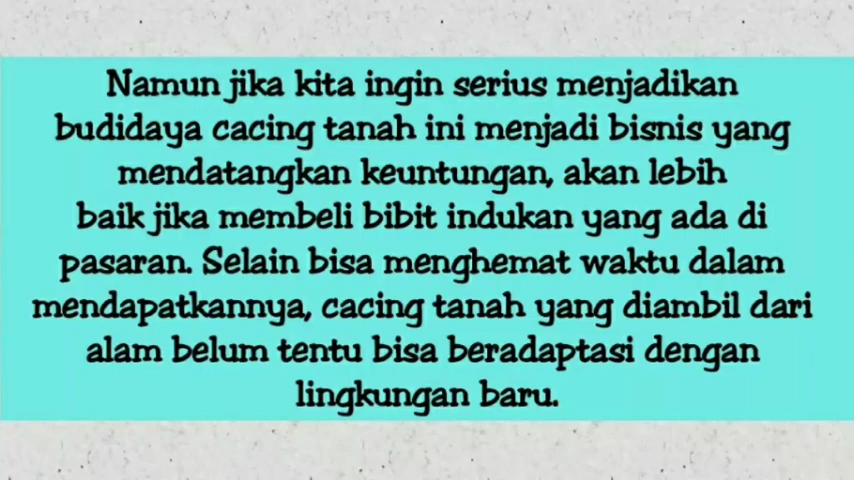 Namun jika kita ingin serius menjadikan
budidaya cacing tanah ini menjadi bisnis yang
mendatangkan keuntungan, akan lebih
baik jika membeli bibit indukan yang ada di
pasaran. Selain bisa menghemat waktu dalam
mendapatkannya, cacing tanah yang diambil dari
alam belum tentu bisa beradaptasi dengan
lingkungan baru.